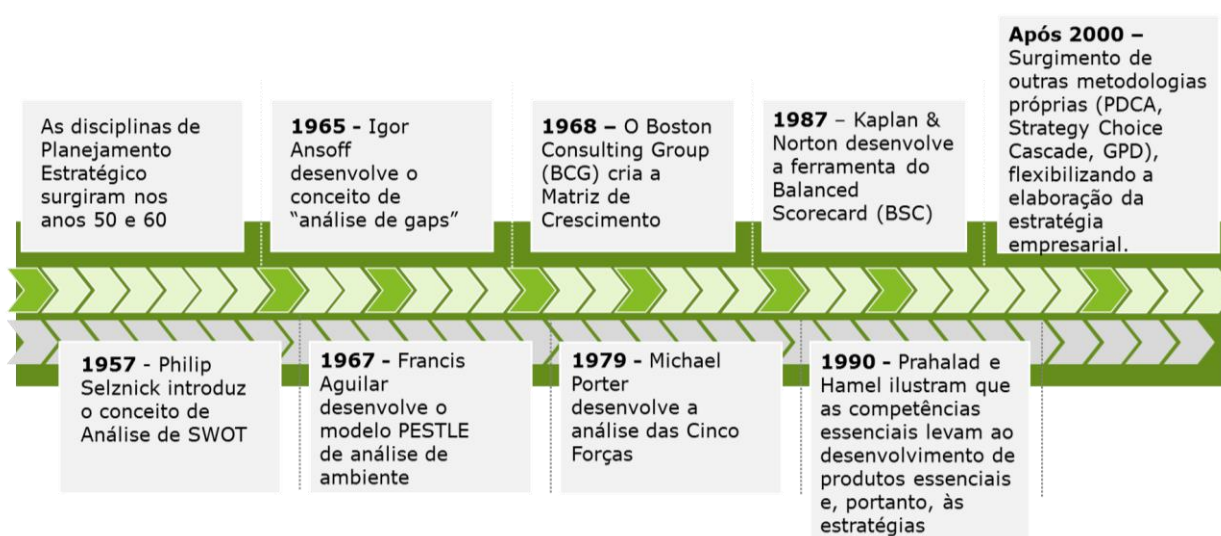 As disciplinas de
Planejamento
Estratégico
surgiram nos
anos 50 e 60
1957 - Philip
Selznick introduz
o conceito de
Análise de SWOT
1965 - Igor
Ansoff
desenvolve o
conceito de
“análise de gaps”
1967 - Francis
Aguilar
desenvolve o
modelo PESTLE
de análise de
ambiente
1968 – O Boston
Consulting Group
(BCG) cria a
Matriz de
Crescimento
1979 - Michael
Porter
desenvolve a
análise das Cinco
Forças
1987 – Kaplan &
Norton desenvolve
a ferramenta do
Balanced
Scorecard (BSC)
1990 - Prahalad e
Hamel ilustram que
as competências
essenciais levam ao
desenvolvimento de
produtos essenciais
e, portanto, às
estratégias
Após 2000 –
Surgimento de
outras metodologias
próprias (PDCA,
Strategy Choice
Cascade, GPD),
flexibilizando a
elaboração da
estratégia
empresarial.